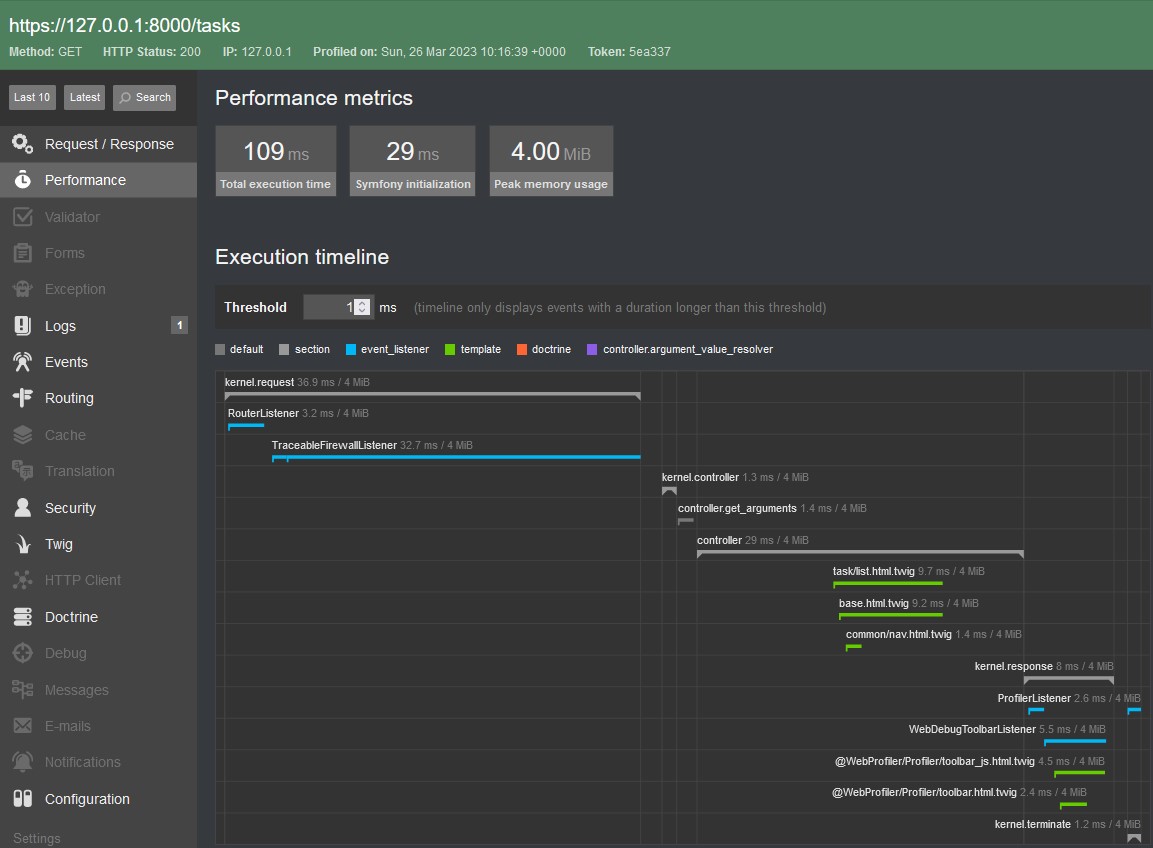 https://127.0.0.1:8000/tasks
Method: GET HTTP Status: 200 IP: 127.0.0.1 Profiled on: Sun, 26 Mar 2023 10:16:39 +0000 Token: 5ea337
Last 10 Latest Search
Request / Response
Performance
Validator
Forms
Exception
Logs 1
Events
Routing
Cache
Translation
Security
Twig
HTTP Client
Doctrine
Debug
Messages
E-mails
Notifications
Configuration
Settings
Performance metrics
109 ms 29 ms 4.00 MiB
Total execution time Symfony initialization Peak memory usage
Execution timeline
Threshold 1 ms (timeline only displays events with a duration longer than this threshold)
default section event_listener template doctrine controller.argument_value_resolver
kernel.request 36.9 ms / 4 MiB
RouterListener 3.2 ms / 4 MiB
TraceableFirewallListener 32.7 ms / 4 MiB
kernel.controller 1.3 ms / 4 MiB
controller.get_arguments 1.4 ms / 4 MiB
controller 29 ms / 4 MiB
task/list.html.twig 9.7 ms / 4 MiB
base.html.twig 9.2 ms / 4 MiB
common/nav.html.twig 1.4 ms / 4 MiB
kernel.response 8 ms / 4 MiB
ProfilerListener 2.6 ms / 4 MiB
WebDebugToolbarListener 5.5 ms / 4 MiB
@WebProfiler/Profiler/toolbar_js.html.twig 4.5 ms / 4 MiB
@WebProfiler/Profiler/toolbar.html.twig 2.4 ms / 4 MiB
kernel.terminate 1.2 ms / 4 MiB